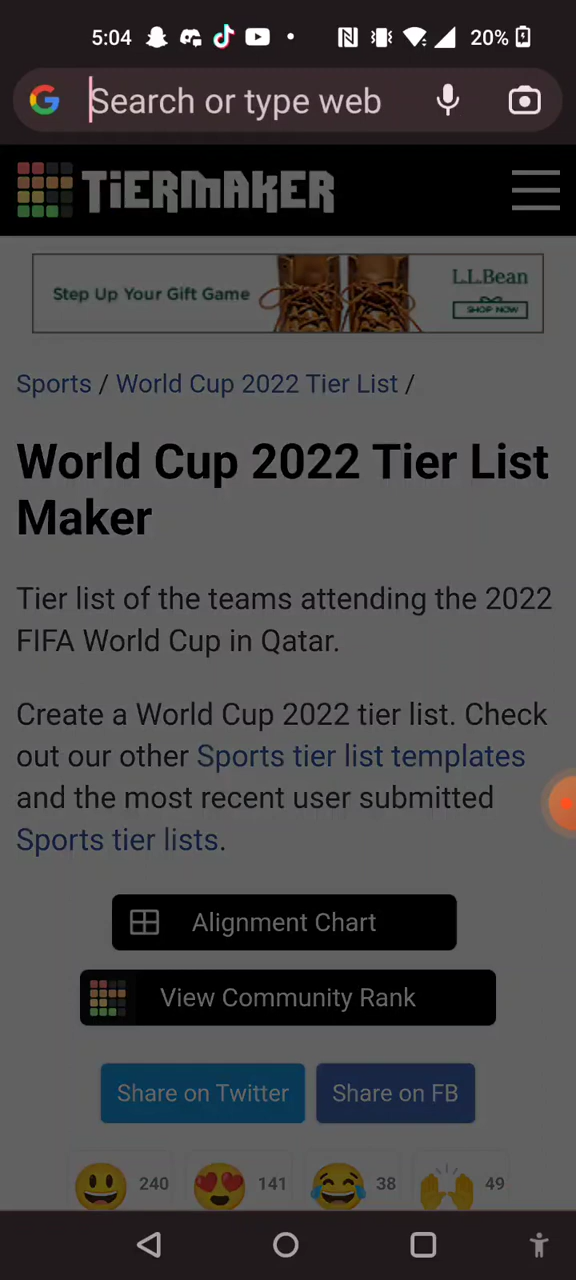 5:04 20%
Search or type web
TiERMAKER
Step Up Your Gift Game
L.L.Bean
SHOP NOW
Sports / World Cup 2022 Tier List /
World Cup 2022 Tier List
Maker
Tier list of the teams attending the 2022
FIFA World Cup in Qatar.
Create a World Cup 2022 tier list. Check
out our other Sports tier list templates
and the most recent user submitted
Sports tier lists.
Alignment Chart
View Community Rank
Share on Twitter Share on FB
240 141 38 49